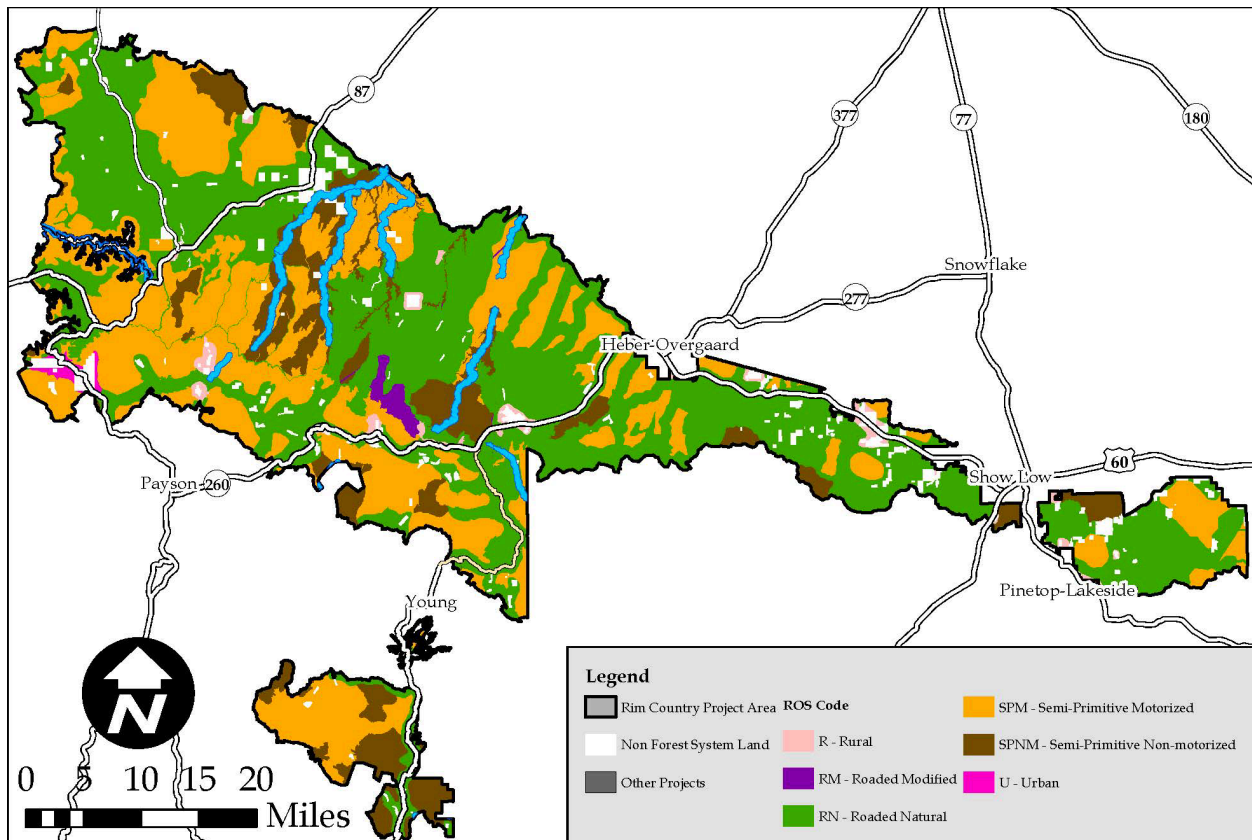 87
377
77
180
Snowflake
277
Heber-Overgaard
Show Low
60
Payson
260
Pinetop-Lakeside
Young
N
0 5 10 15 20
Miles
Legend
Rim Country Project Area
Non Forest System Land
Other Projects
ROS Code
R - Rural
RM - Roaded Modified
RN - Roaded Natural
SPM - Semi-Primitive Motorized
SPNM - Semi-Primitive Non-motorized
U - Urban